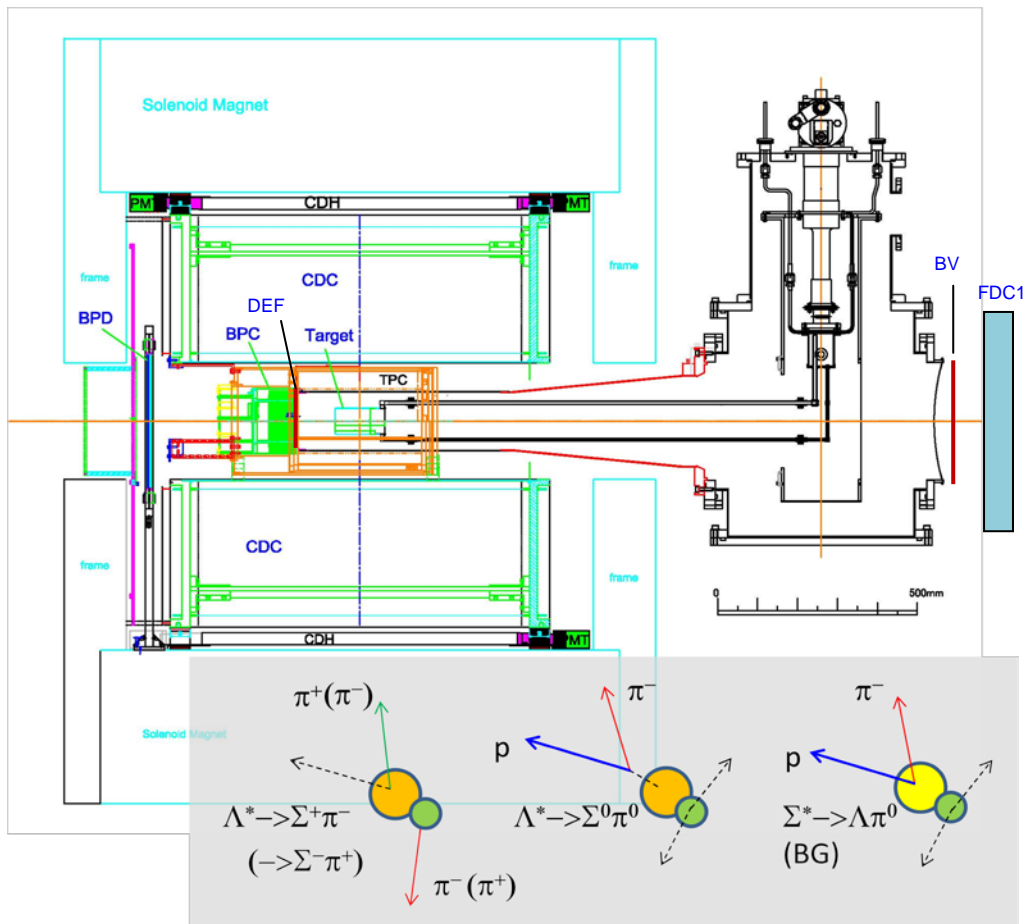 Solenoid Magnet
PMT
CDH
PMT
CDC
frame
frame
BPD
DEF
BPC
Target
TPC
BV
FDC1
CDC
frame
frame
0
500mm
CDH
PMT
Solenoid Magnet
π⁺(π⁻)
Λ*–>Σ⁺π⁻
(–>Σ⁻π⁺)
π⁻(π⁺)
π⁻
p
Λ*–>Σ⁰π⁰
π⁻
p
Σ*–>Λπ⁰
(BG)